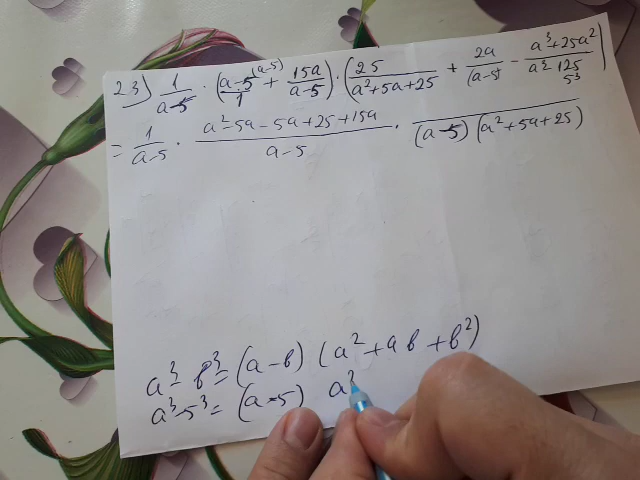 23) 1/(a-5) · ((a-5)/1 (a-5) + 15a/(a-5)) · (25/(a²+5a+25) + 2a/(a-5) - (a³+25a²)/(a³-125 5³))
= 1/(a-5) · (a²-5a-5a+25+15a)/(a-5) · /(a-5)(a²+5a+25)
a³-b³=(a-b)(a²+ab+b²)
a³-5³=(a-5) a²